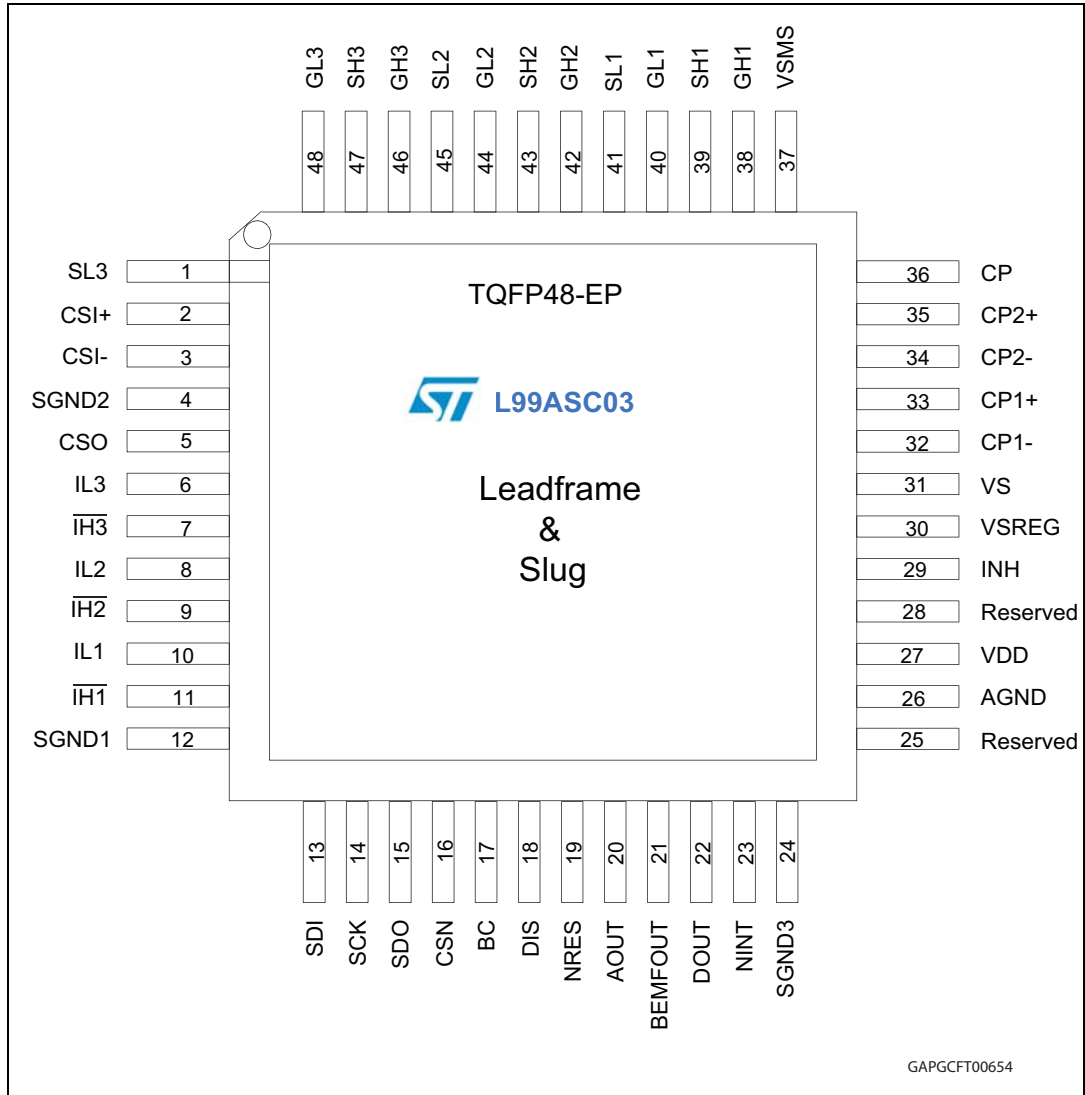 GL3 SH3 GH3 SL2 GL2 SH2 GH2 SL1 GL1 SH1 GH1 VSMS
48 47 46 45 44 43 42 41 40 39 38 37
SL3 1
CSI+ 2
CSI- 3
SGND2 4
CSO 5
IL3 6
I̅H̅3̅ 7
IL2 8
I̅H̅2̅ 9
IL1 10
I̅H̅1̅ 11
SGND1 12
TQFP48-EP
ST L99ASC03
Leadframe
&
Slug
36 CP
35 CP2+
34 CP2-
33 CP1+
32 CP1-
31 VS
30 VSREG
29 INH
28 Reserved
27 VDD
26 AGND
25 Reserved
13 14 15 16 17 18 19 20 21 22 23 24
SDI SCK SDO CSN BC DIS NRES AOUT BEMFOUT DOUT NINT SGND3
GAPGCFT00654